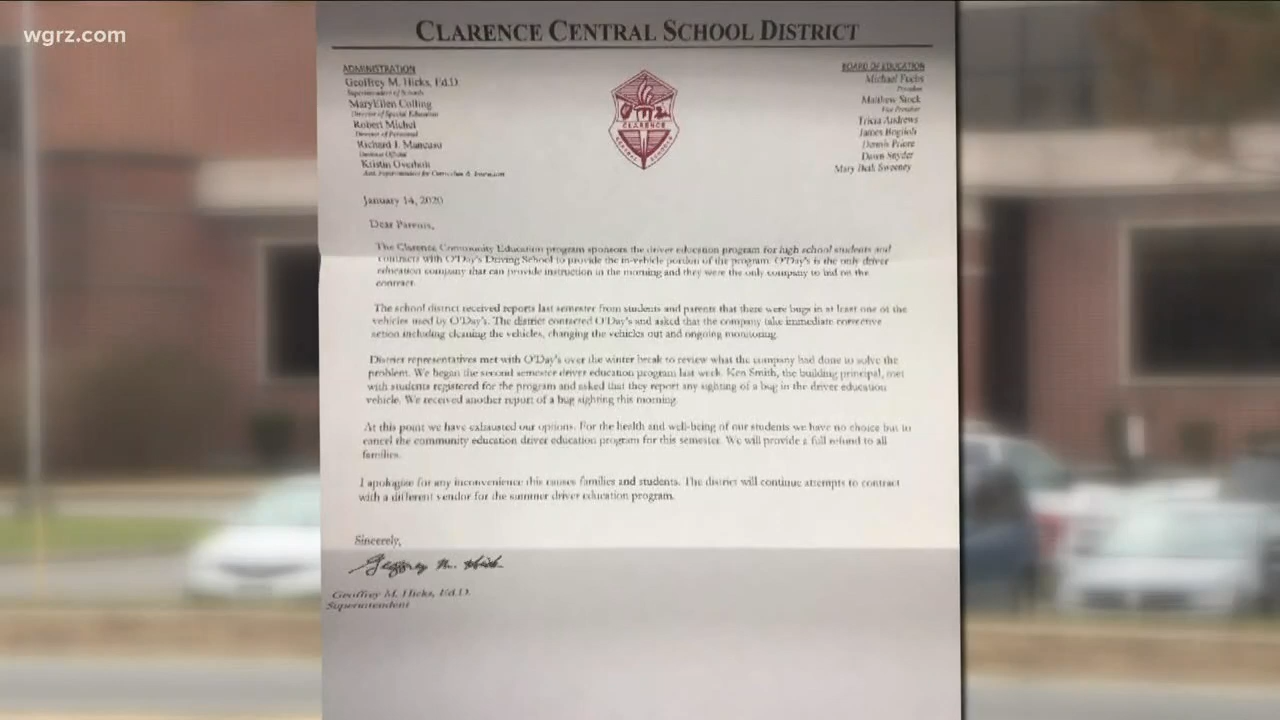 wgrz.com
CLARENCE CENTRAL SCHOOL DISTRICT
ADMINISTRATION
Geoffrey M. Hicks, Ed.D.
Superintendent of Schools
MaryEllen Colling
Director of Special Education
Robert Michel
Director of Personnel
Richard J. Mancuso
Business Official
Kristin Overholt
Asst. Superintendent for Curriculum & Instruction
BOARD OF EDUCATION
Michael Fuchs
President
Matthew Stock
Vice President
Tricia Andrews
James Boglioli
Dennis Priore
Dawn Snyder
Mary Beth Sweeney
CLARENCE
CENTRAL SCHOOLS
January 14, 2020
Dear Parents,
The Clarence Community Education program sponsors the driver education program for high school students and
contracts with O'Day's Driving School to provide the in-vehicle portion of the program. O'Day's is the only driver
education company that can provide instruction in the morning and they were the only company to bid on the
contract.
The school district received reports last semester from students and parents that there were bugs in at least one of the
vehicles used by O'Day's. The district contacted O'Day's and asked that the company take immediate corrective
action including cleaning the vehicles, changing the vehicles out and ongoing monitoring.
District representatives met with O'Day's over the winter break to review what the company had done to solve the
problem. We began the second semester driver education program last week. Ken Smith, the building principal, met
with students registered for the program and asked that they report any sighting of a bug in the driver education
vehicle. We received another report of a bug sighting this morning.
At this point we have exhausted our options. For the health and well-being of our students we have no choice but to
cancel the community education driver education program for this semester. We will provide a full refund to all
families.
I apologize for any inconvenience this causes families and students. The district will continue attempts to contract
with a different vendor for the summer driver education program.
Sincerely,
Geoffrey M. Hicks
Geoffrey M. Hicks, Ed.D.
Superintendent